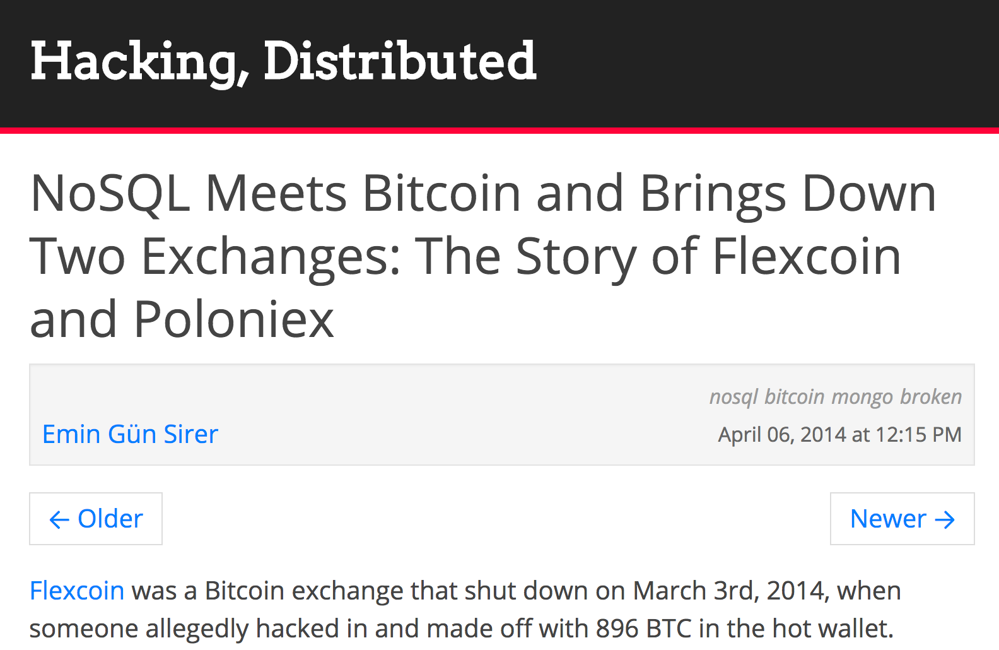 Hacking, Distributed
NoSQL Meets Bitcoin and Brings Down
Two Exchanges: The Story of Flexcoin
and Poloniex
nosql bitcoin mongo broken
Emin Gün Sirer
April 06, 2014 at 12:15 PM
← Older
Newer →
Flexcoin was a Bitcoin exchange that shut down on March 3rd, 2014, when
someone allegedly hacked in and made off with 896 BTC in the hot wallet.